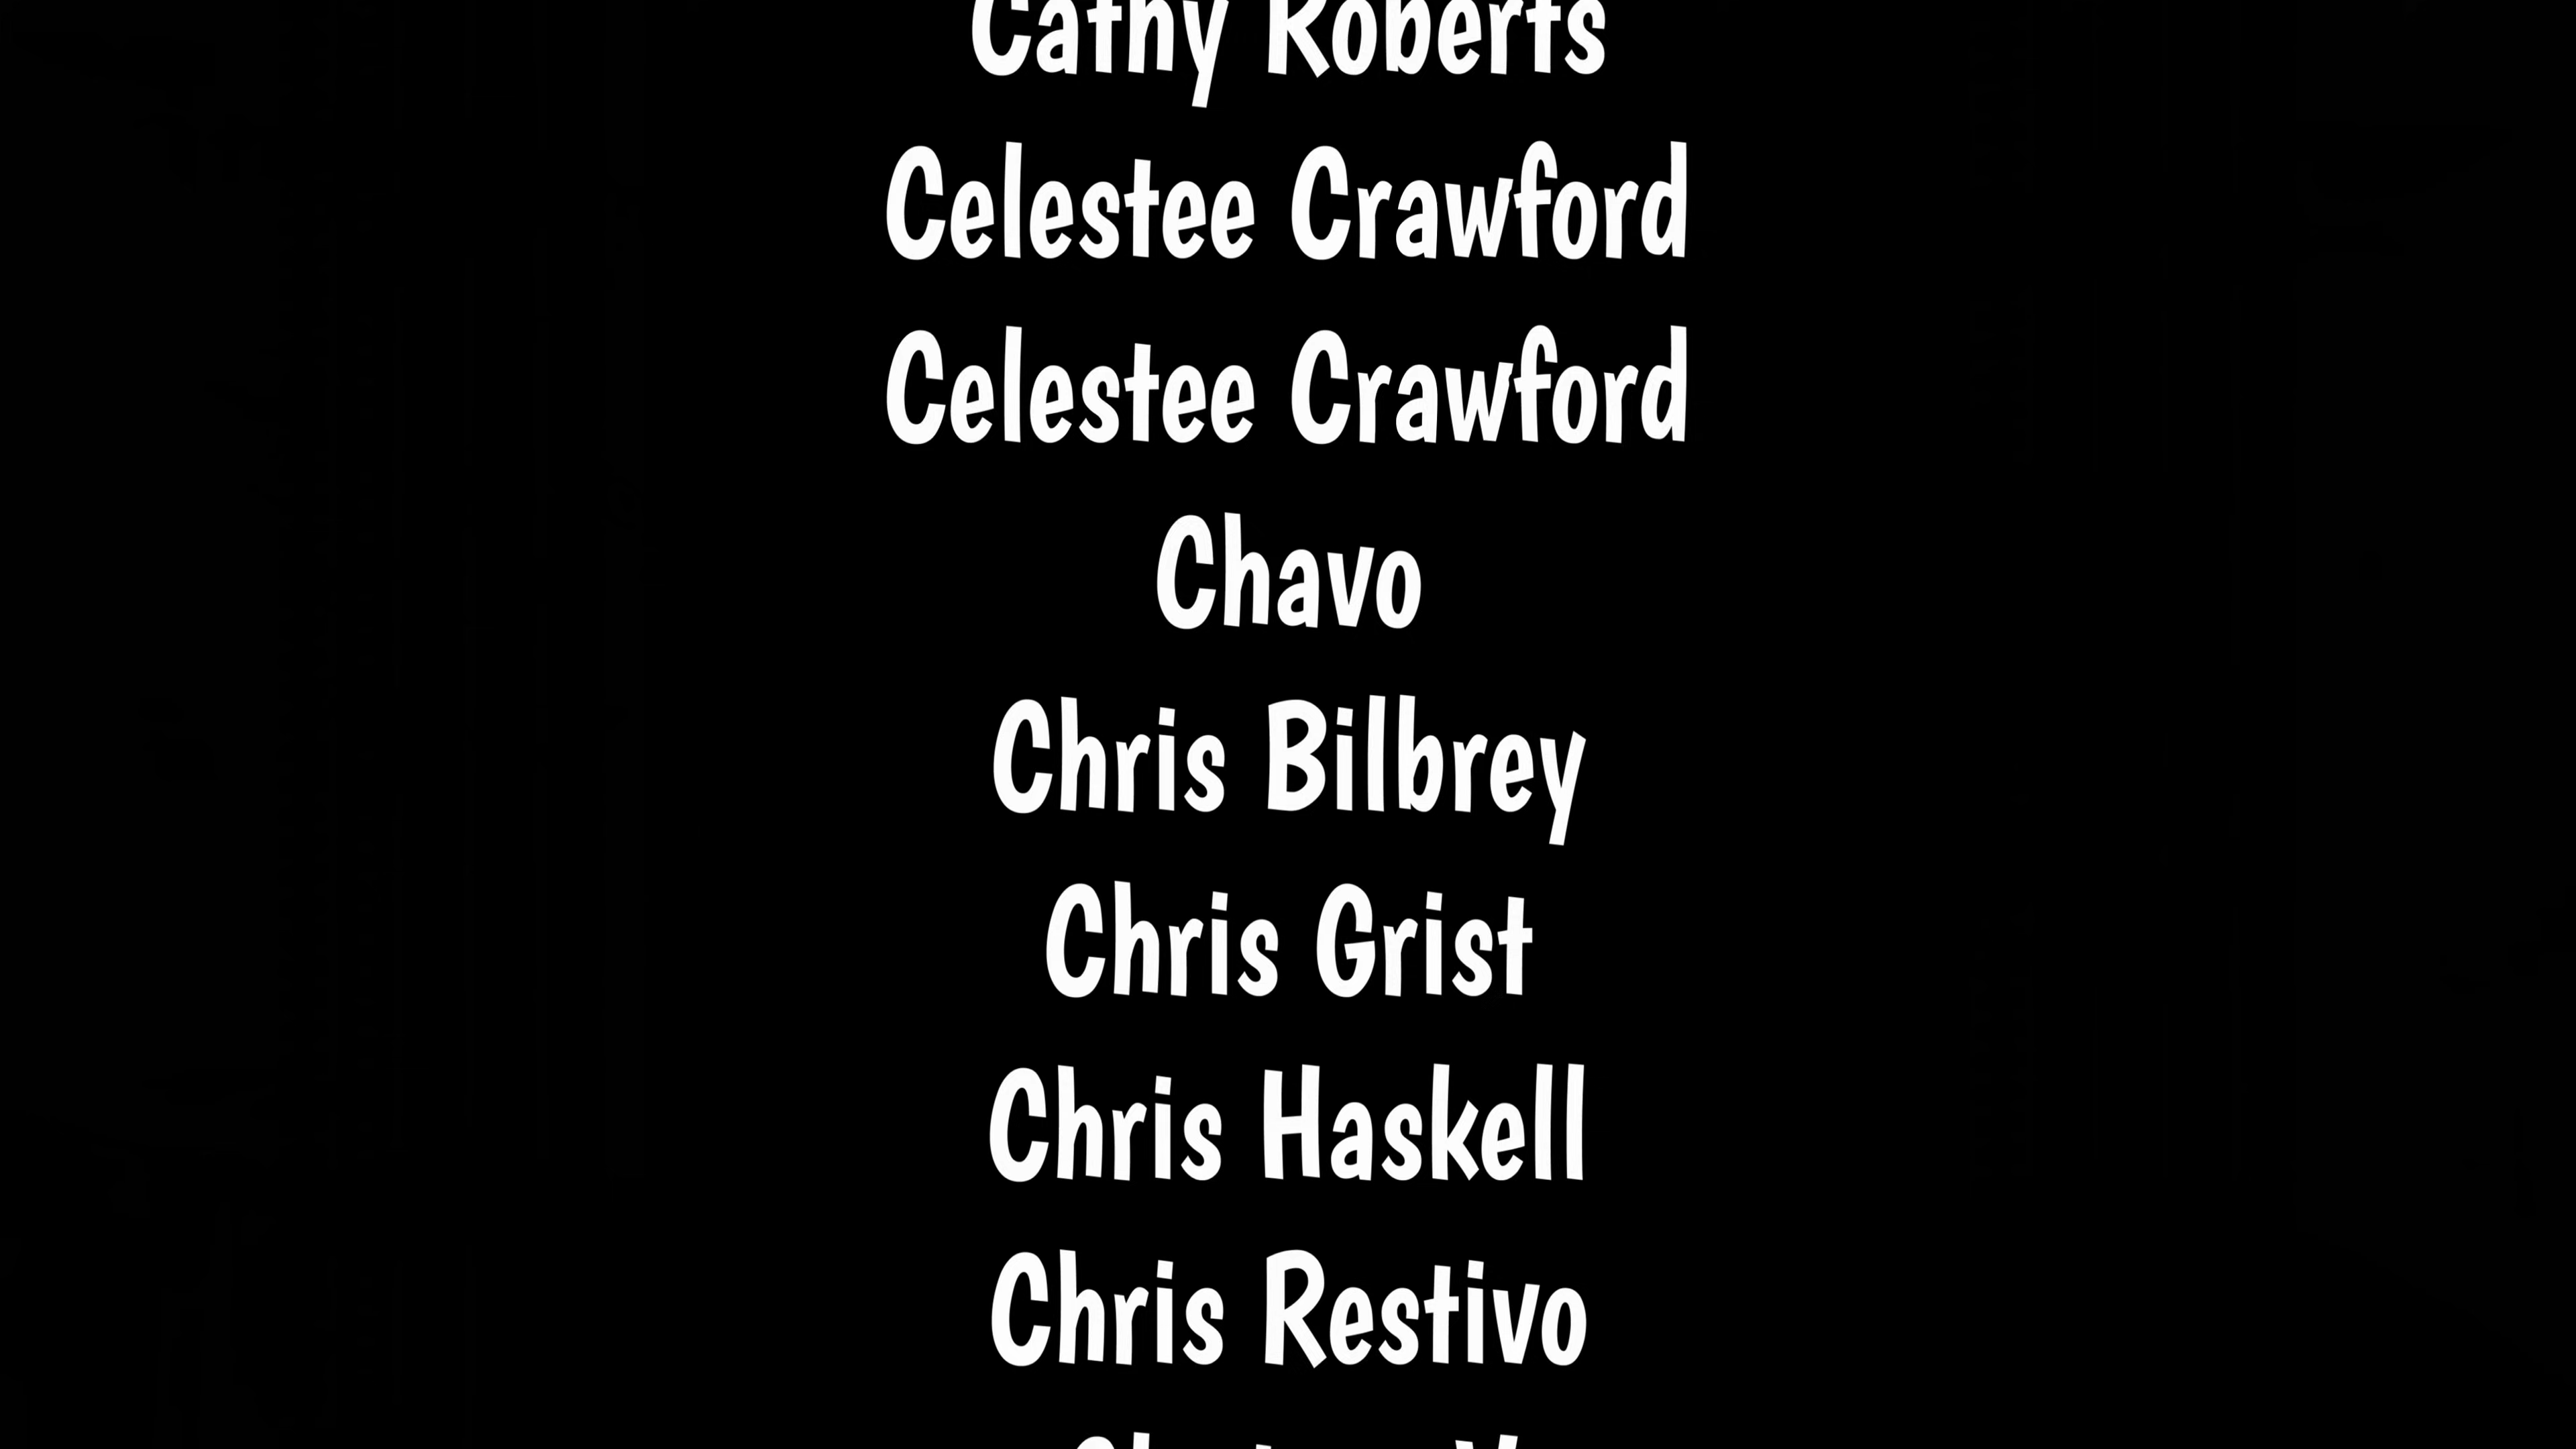 Cathy Roberts
Celestee Crawford
Celestee Crawford
Chavo
Chris Bilbrey
Chris Grist
Chris Haskell
Chris Restivo